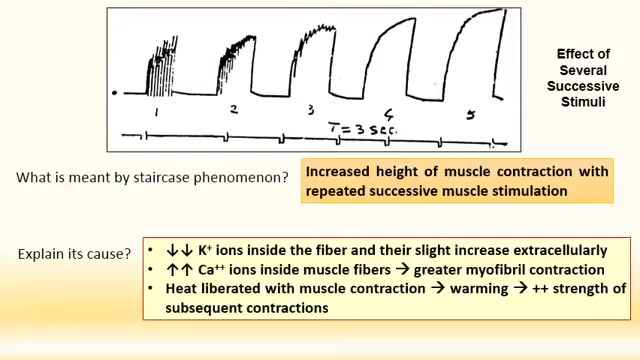 Effect of
Several
Successive
Stimuli
1 2 3 4 5
T = 3 sec.
What is meant by staircase phenomenon?
Increased height of muscle contraction with
repeated successive muscle stimulation
Explain its cause?
• ↓↓ K⁺ ions inside the fiber and their slight increase extracellularly
• ↑↑ Ca⁺⁺ ions inside muscle fibers → greater myofibril contraction
• Heat liberated with muscle contraction → warming → ++ strength of
subsequent contractions